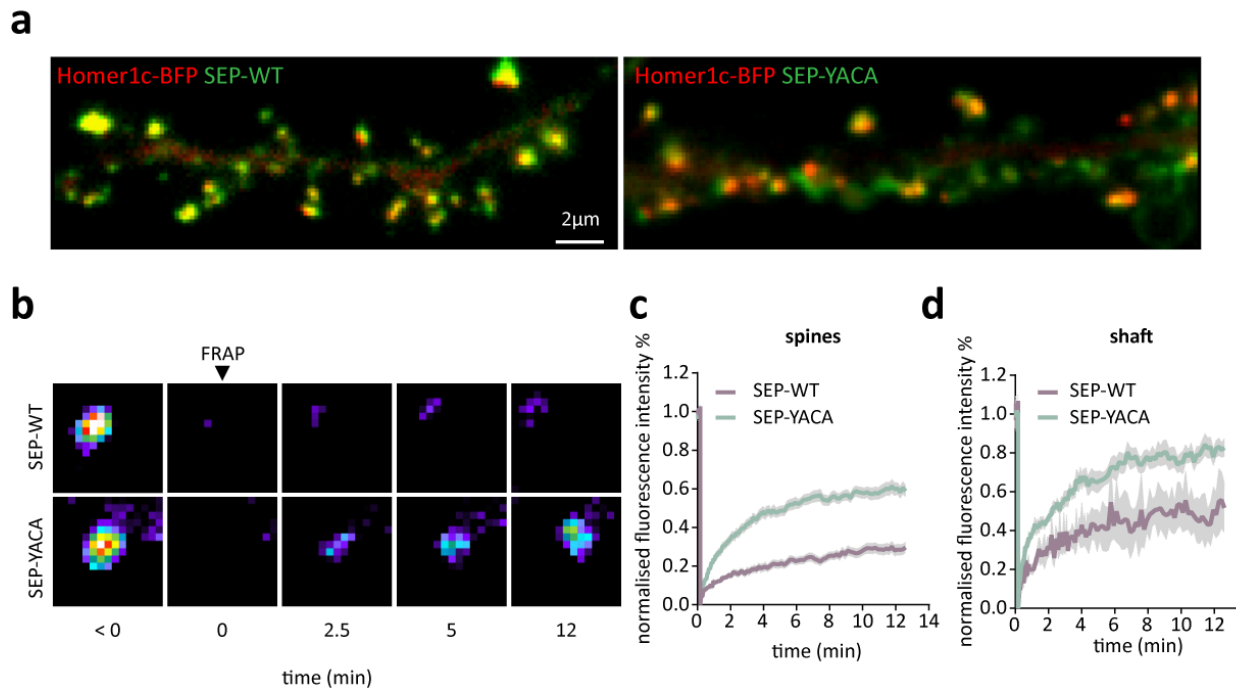 a
Homer1c-BFP SEP-WT
2µm
Homer1c-BFP SEP-YACA
b
FRAP
SEP-WT
SEP-YACA
< 0
0
2.5
5
12
time (min)
c
spines
normalised fluorescence intensity %
1.2
1.0
0.8
0.6
0.4
0.2
0.0
SEP-WT
SEP-YACA
0 2 4 6 8 10 12 14
time (min)
d
shaft
normalised fluorescence intensity %
1.2
1.0
0.8
0.6
0.4
0.2
0.0
SEP-WT
SEP-YACA
0 2 4 6 8 10 12
time (min)